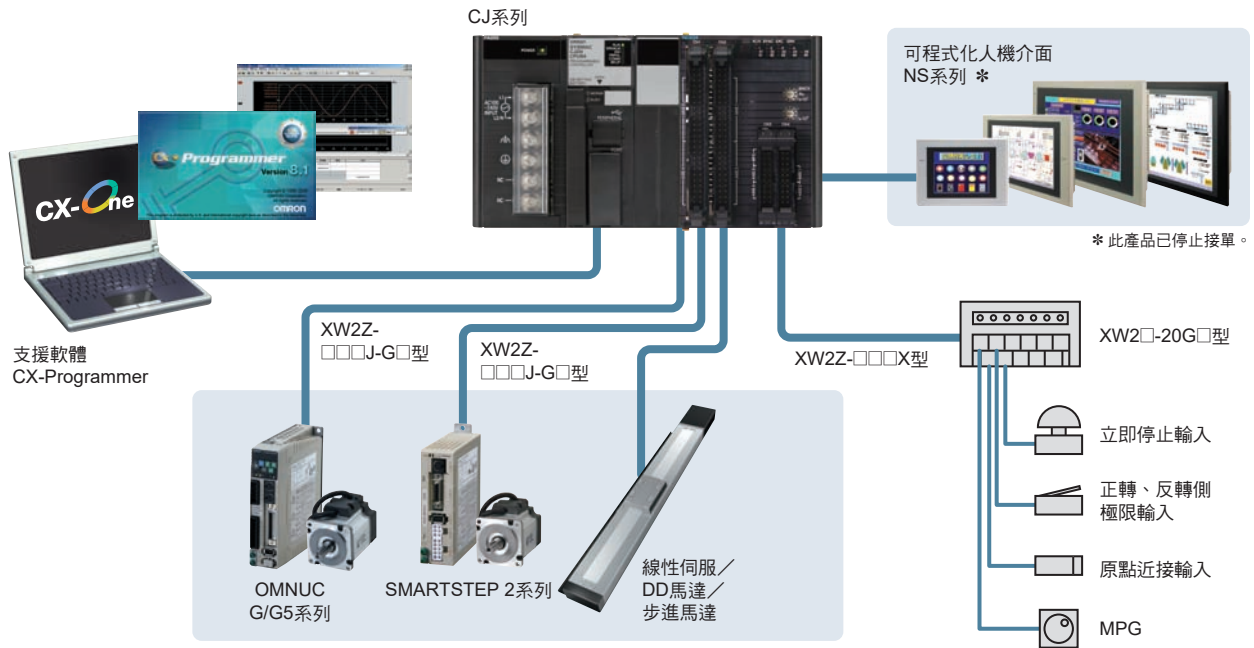 CJ系列
可程式化人機介面
NS系列 ✻
✻ 此產品已停止接單。
CX-One
CX-Programmer
Version 8.1
OMRON
支援軟體
CX-Programmer
POWER
XW2Z-
□□□J-G□型
XW2Z-
□□□J-G□型
XW2Z-□□□X型
XW2□-20G□型
立即停止輸入
正轉、反轉側
極限輸入
原點近接輸入
MPG
OMNUC
G/G5系列
SMARTSTEP 2系列
線性伺服／
DD馬達／
步進馬達